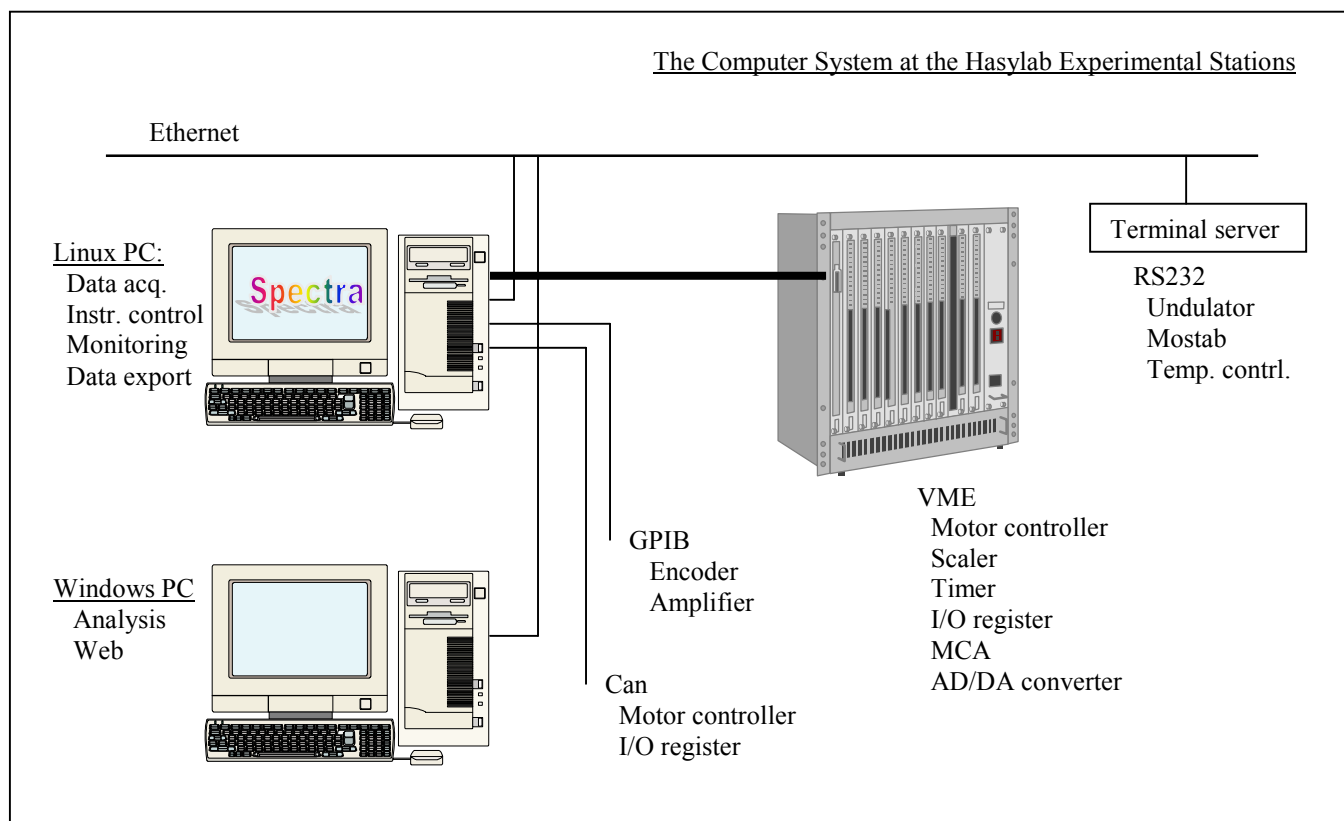 The Computer System at the Hasylab Experimental Stations
Ethernet
Linux PC:
Data acq.
Instr. control
Monitoring
Data export
Spectra
Terminal server
RS232
Undulator
Mostab
Temp. contrl.
VME
Motor controller
Scaler
Timer
I/O register
MCA
AD/DA converter
GPIB
Encoder
Amplifier
Windows PC
Analysis
Web
Can
Motor controller
I/O register